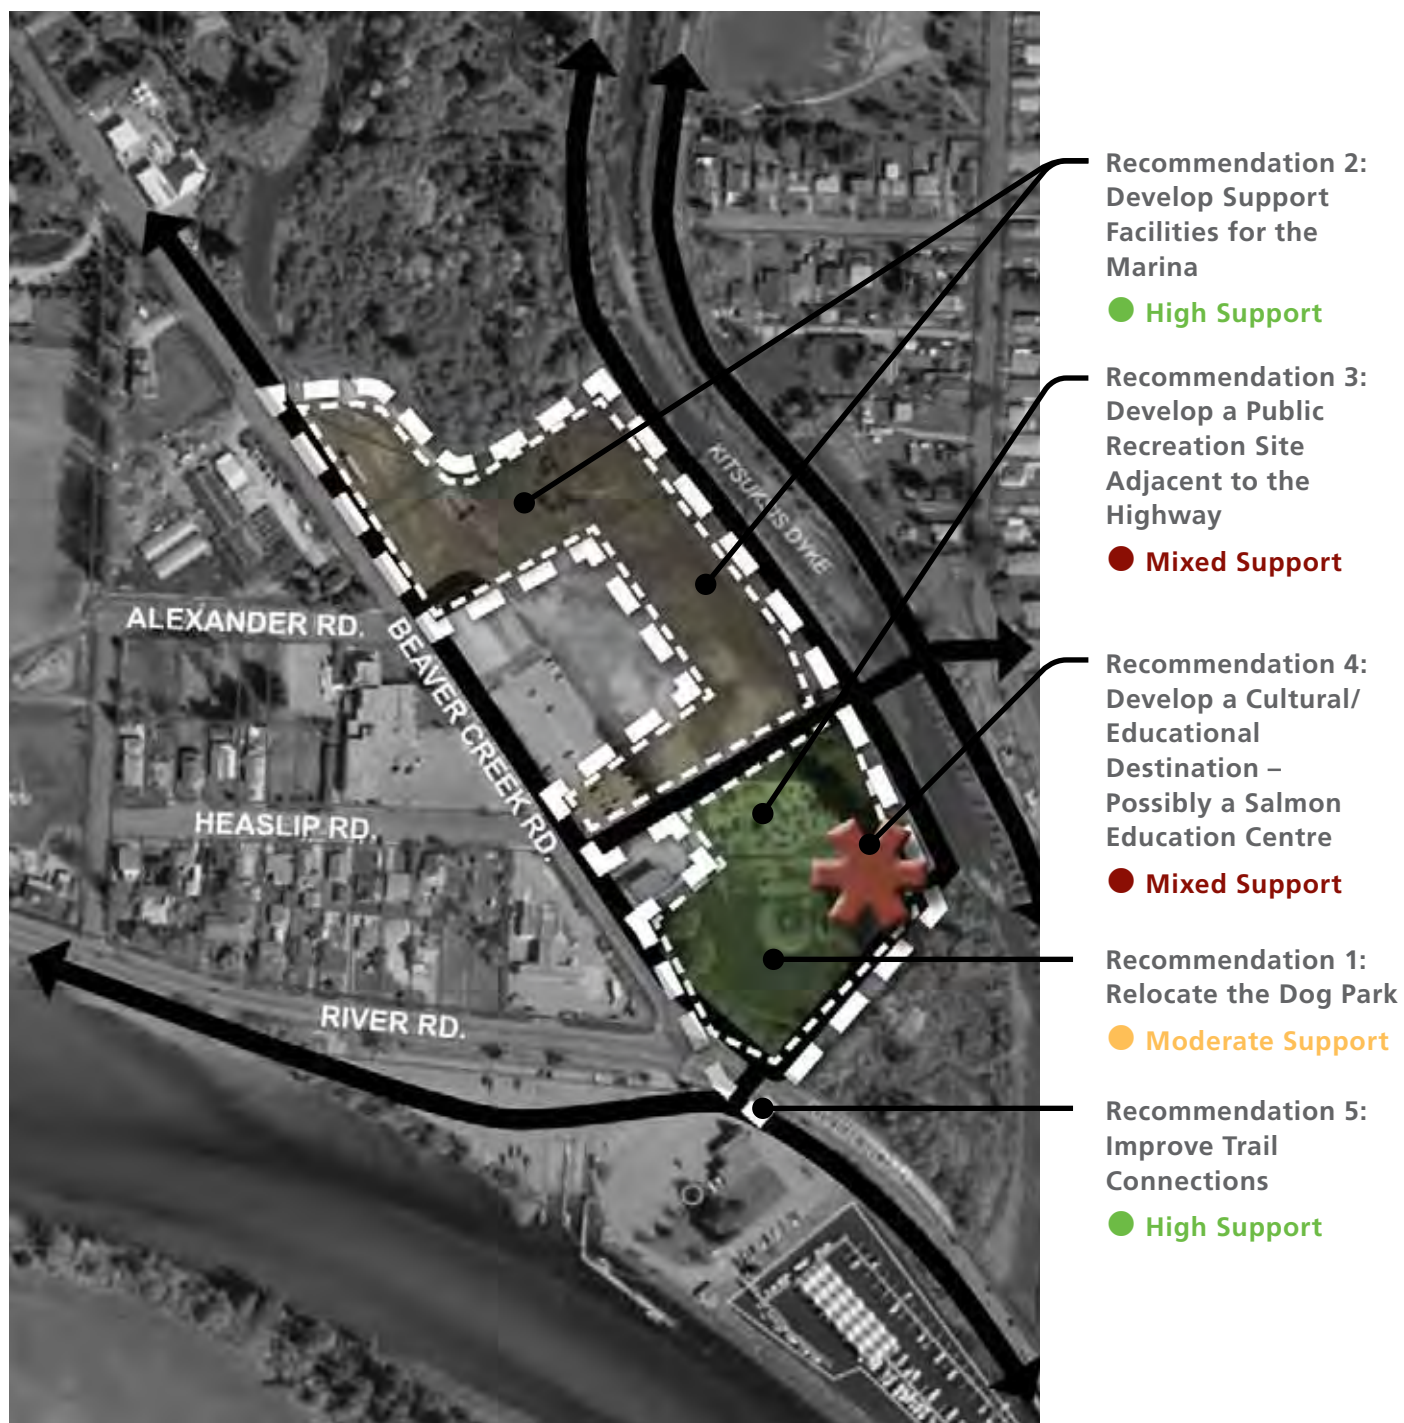 Recommendation 2:
Develop Support
Facilities for the
Marina
High Support
Recommendation 3:
Develop a Public
Recreation Site
Adjacent to the
Highway
Mixed Support
Recommendation 4:
Develop a Cultural/
Educational
Destination –
Possibly a Salmon
Education Centre
Mixed Support
Recommendation 1:
Relocate the Dog Park
Moderate Support
Recommendation 5:
Improve Trail
Connections
High Support
KITSUKSIS DYKE
ALEXANDER RD.
BEAVER CREEK RD.
HEASLIP RD.
RIVER RD.